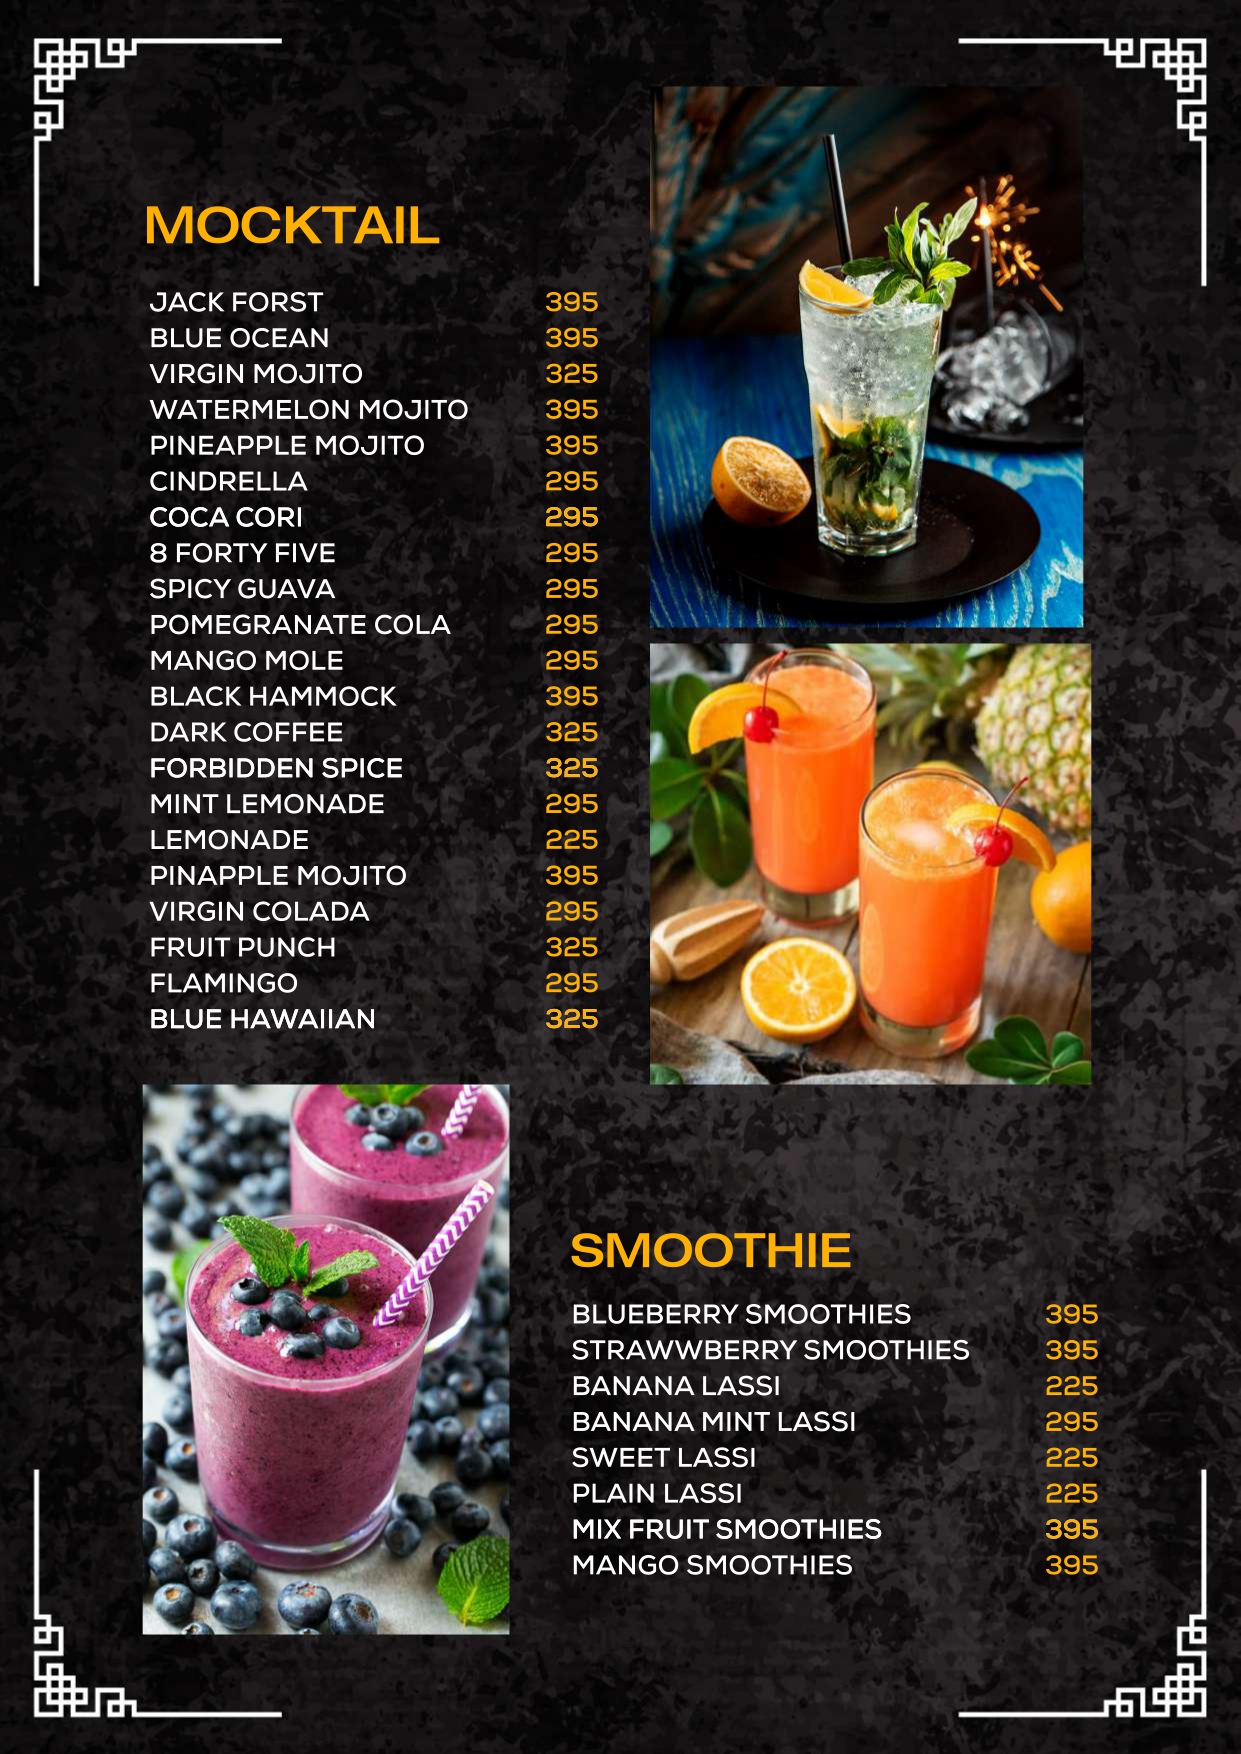 MOCKTAIL
JACK FORST 395
BLUE OCEAN 395
VIRGIN MOJITO 325
WATERMELON MOJITO 395
PINEAPPLE MOJITO 395
CINDRELLA 295
COCA CORI 295
8 FORTY FIVE 295
SPICY GUAVA 295
POMEGRANATE COLA 295
MANGO MOLE 295
BLACK HAMMOCK 395
DARK COFFEE 325
FORBIDDEN SPICE 325
MINT LEMONADE 295
LEMONADE 225
PINAPPLE MOJITO 395
VIRGIN COLADA 295
FRUIT PUNCH 325
FLAMINGO 295
BLUE HAWAIIAN 325
SMOOTHIE
BLUEBERRY SMOOTHIES 395
STRAWWBERRY SMOOTHIES 395
BANANA LASSI 225
BANANA MINT LASSI 295
SWEET LASSI 225
PLAIN LASSI 225
MIX FRUIT SMOOTHIES 395
MANGO SMOOTHIES 395